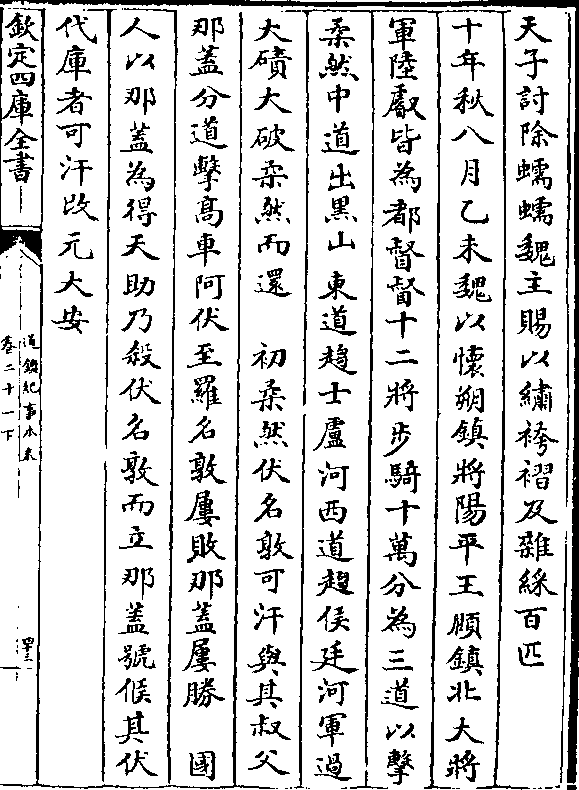 天子討除蠕蠕魏主賜以繡袴褶及雜綵百匹
十年秋八月乙未魏以懷朔鎮將陽平王頤鎮北大將
軍陸叡皆為都督督十二將步騎十萬分為三道以擊
柔然中道出黑山 東道趨士盧河西道趨侯廷河軍過
大磧大破柔然而還 初柔然伏名敦可汗與其叔父
那蓋分道擊高車阿伏至羅名敦屢敗那蓋屢勝 國
人以那蓋為得天助乃殺伏名敦而立那蓋號候其伏
代庫者可汗改元大安
欽定四庫全書
通鑑紀事本末
卷二十一下